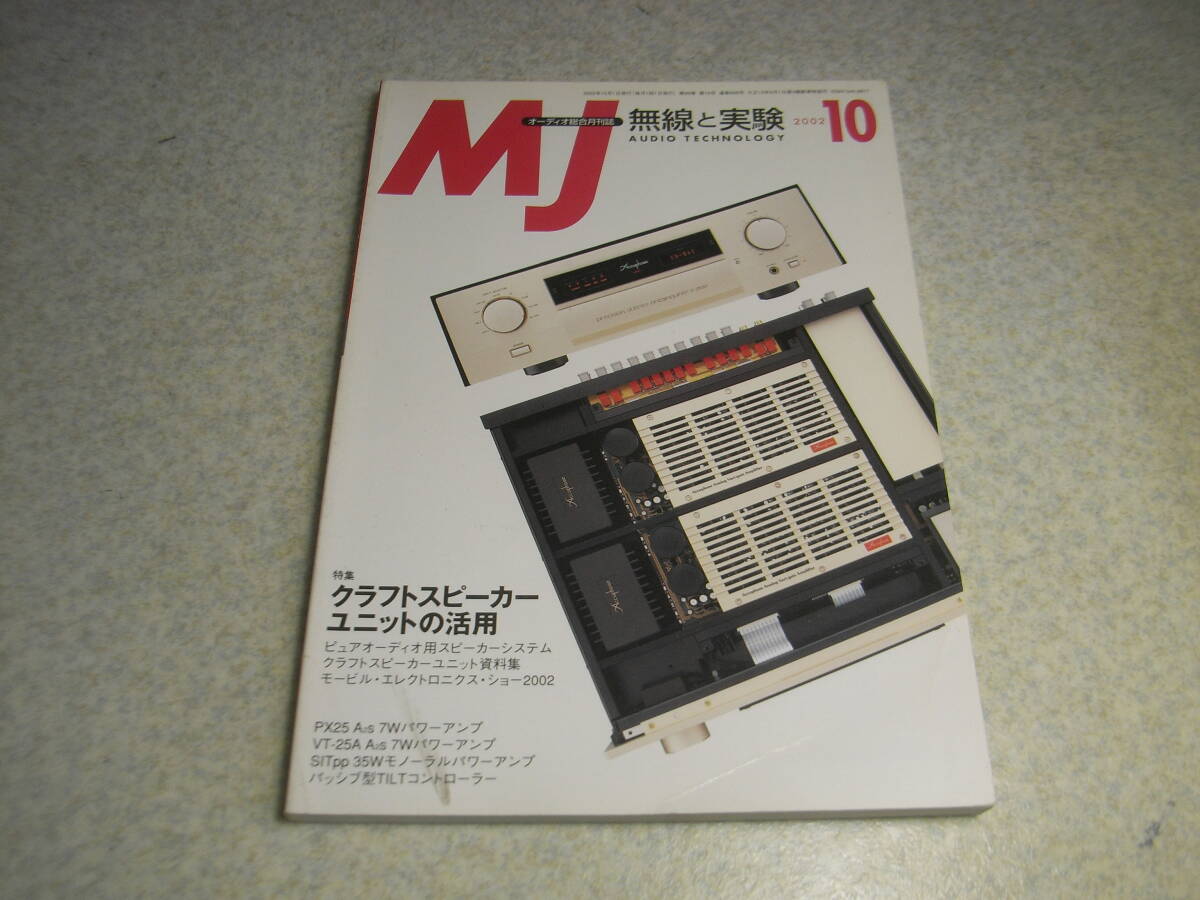 MJ
オーディオ総合月刊誌
無線と実験
AUDIO TECHNOLOGY
2002
10
Accuphase
Accuphase
Accuphase
特集
クラフトスピーカー
ユニットの活用
ピュアオーディオ用スピーカーシステム
クラフトスピーカーユニット資料集
モービル・エレクトロニクス・ショー2002
PX25 A2s 7Wパワーアンプ
VT-25A A2s 7Wパワーアンプ
SITpp 35Wモノーラルパワーアンプ
パッシブ型TILTコントローラー